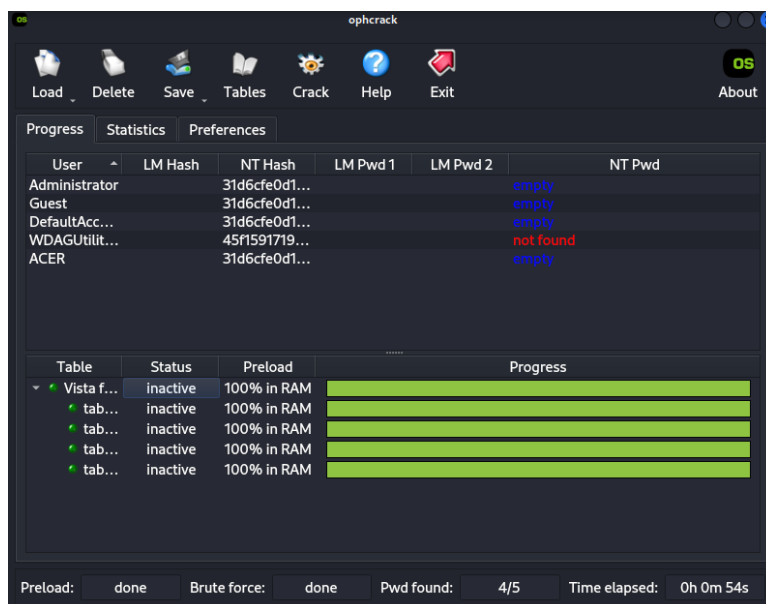 OS ophcrack
Load Delete Save Tables Crack Help Exit OS About
Progress Statistics Preferences
User LM Hash NT Hash LM Pwd 1 LM Pwd 2 NT Pwd
Administrator 31d6cfe0d1... empty
Guest 31d6cfe0d1... empty
DefaultAcc... 31d6cfe0d1... empty
WDAGUtilit... 45f1591719... not found
ACER 31d6cfe0d1... empty
Table Status Preload Progress
Vista f... inactive 100% in RAM
tab... inactive 100% in RAM
tab... inactive 100% in RAM
tab... inactive 100% in RAM
tab... inactive 100% in RAM
Preload: done Brute force: done Pwd found: 4/5 Time elapsed: 0h 0m 54s